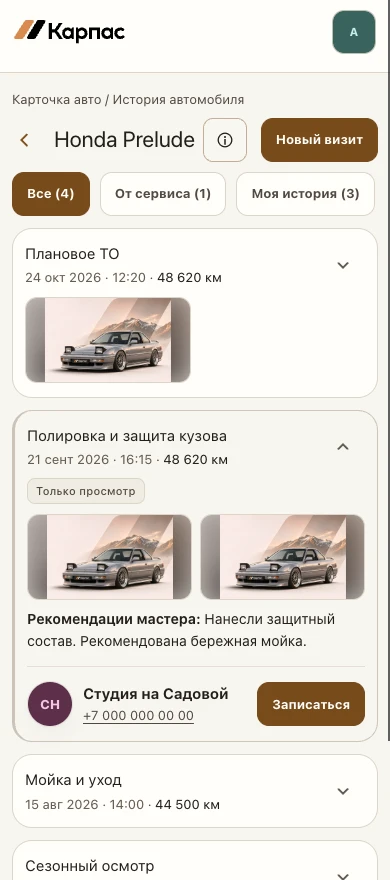 Карпас
А
Карточка авто / История автомобиля
Honda Prelude
Новый визит
Все (4)
От сервиса (1)
Моя история (3)
Плановое ТО
24 окт 2026 · 12:20 · 48 620 км
Полировка и защита кузова
21 сент 2026 · 16:15 · 48 620 км
Только просмотр
Рекомендации мастера: Нанесли защитный
состав. Рекомендована бережная мойка.
СН
Студия на Садовой
+7 000 000 00 00
Записаться
Мойка и уход
15 авг 2026 · 14:00 · 44 500 км
Сезонный осмотр